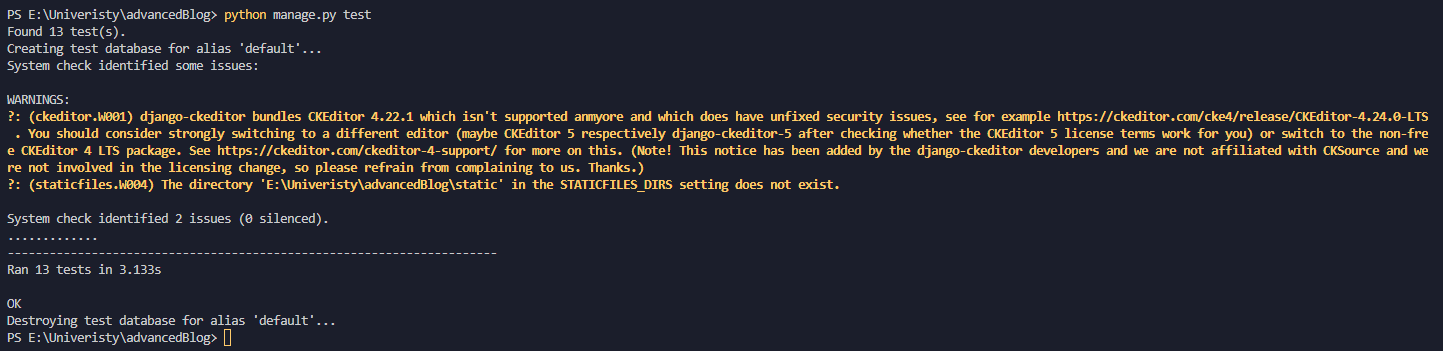 PS E:\Univeristy\advancedBlog> python manage.py test
Found 13 test(s).
Creating test database for alias 'default'...
System check identified some issues:
WARNINGS:
?: (ckeditor.W001) django-ckeditor bundles CKEditor 4.22.1 which isn't supported anmyore and which does have unfixed security issues, see for example https://ckeditor.com/cke4/release/CKEditor-4.24.0-LTS
. You should consider strongly switching to a different editor (maybe CKEditor 5 respectively django-ckeditor-5 after checking whether the CKEditor 5 license terms work for you) or switch to the non-fre
e CKEditor 4 LTS package. See https://ckeditor.com/ckeditor-4-support/ for more on this. (Note! This notice has been added by the django-ckeditor developers and we are not affiliated with CKSource and we
re not involved in the licensing change, so please refrain from complaining to us. Thanks.)
?: (staticfiles.W004) The directory 'E:\Univeristy\advancedBlog\static' in the STATICFILES_DIRS setting does not exist.
System check identified 2 issues (0 silenced).
.............
----------------------------------------------------------------------
Ran 13 tests in 3.133s
OK
Destroying test database for alias 'default'...
PS E:\Univeristy\advancedBlog>